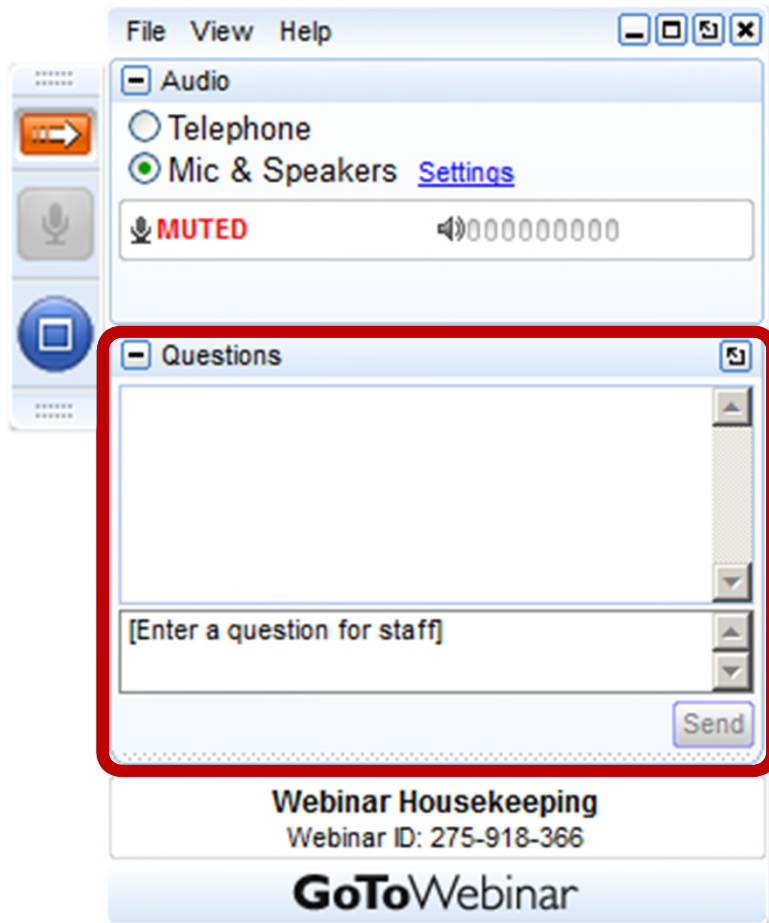 File View Help
Audio
Telephone
Mic & Speakers Settings
MUTED
Questions
[Enter a question for staff]
Send
Webinar Housekeeping
Webinar ID: 275-918-366
GoToWebinar